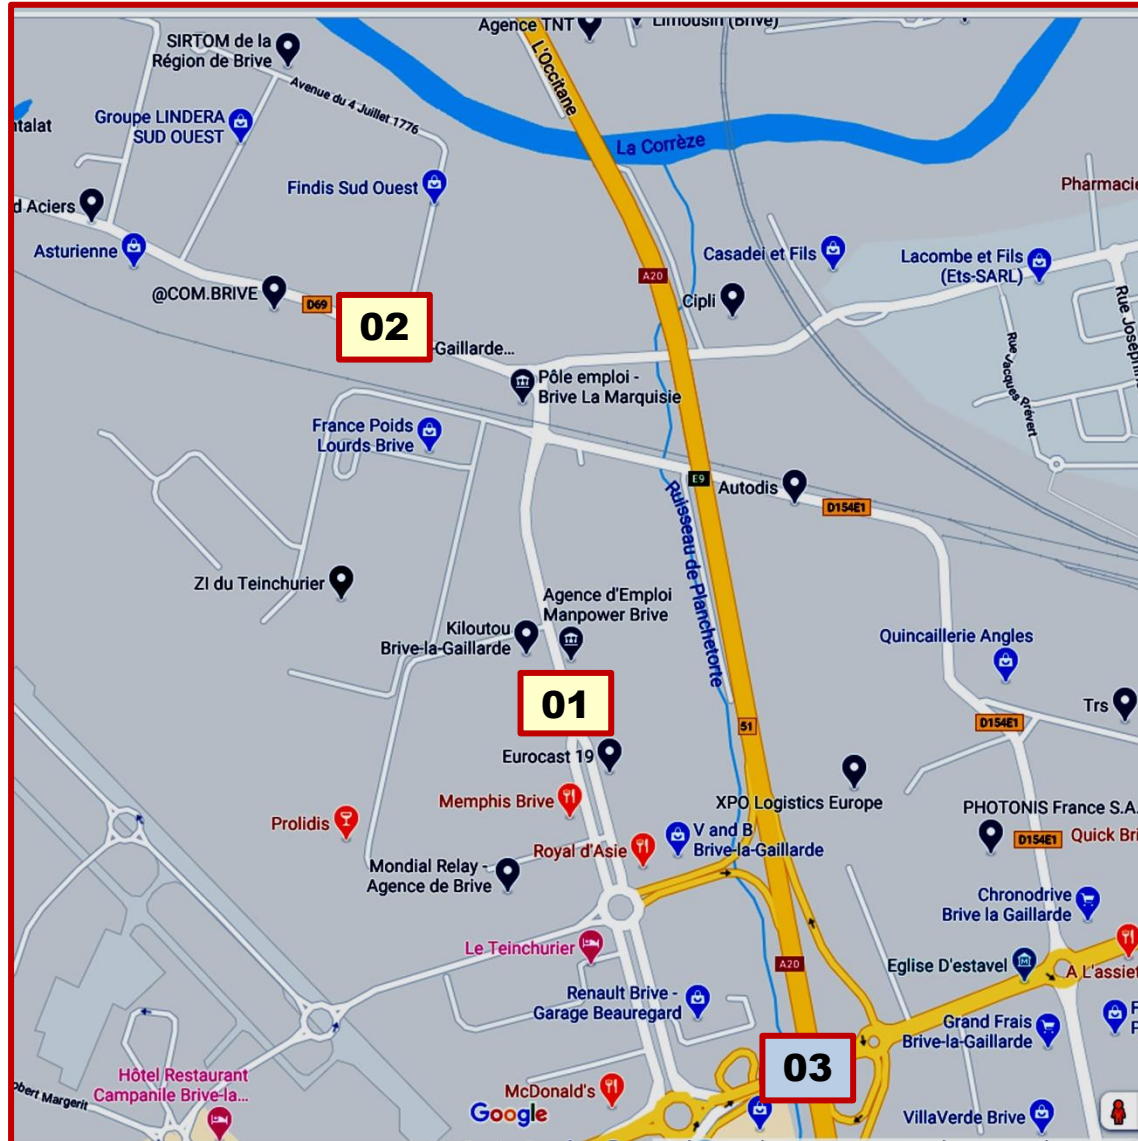 Agence TNT
Limousin (Brive)
SIRTOM de la
Région de Brive
L'Occitane
Avenue du 4 Juillet 1776
Groupe LINDERA
SUD OUEST
ntalat
La Corrèze
Findis Sud Ouest
Pharmacie
d Aciers
Asturienne
Casadei et Fils
Lacombe et Fils
(Ets-SARL)
A20
@COM.BRIVE
D69
Cipli
02
Gaillarde...
Rue Joséphine
Rue Jacques Prévert
Pôle emploi -
Brive La Marquisie
France Poids
Lourds Brive
E9
Autodis
D154E1
Ruisseau de Planchetorte
ZI du Teinchurier
Agence d'Emploi
Manpower Brive
Kiloutou
Brive-la-Gaillarde
Quincaillerie Angles
01
Trs
51
D154E1
Eurocast 19
Memphis Brive
XPO Logistics Europe
PHOTONIS France S.A.
Prolidis
V and B
Brive-la-Gaillarde
D154E1
Quick Bri
Royal d'Asie
Mondial Relay -
Agence de Brive
Chronodrive
Brive la Gaillarde
Le Teinchurier
A20
Eglise D'estavel
A L'assiet
Renault Brive -
Garage Beauregard
Grand Frais
Brive-la-Gaillarde
F
F
03
Hôtel Restaurant
Campanile Brive-la...
obert Margerit
McDonald's
Google
VillaVerde Brive